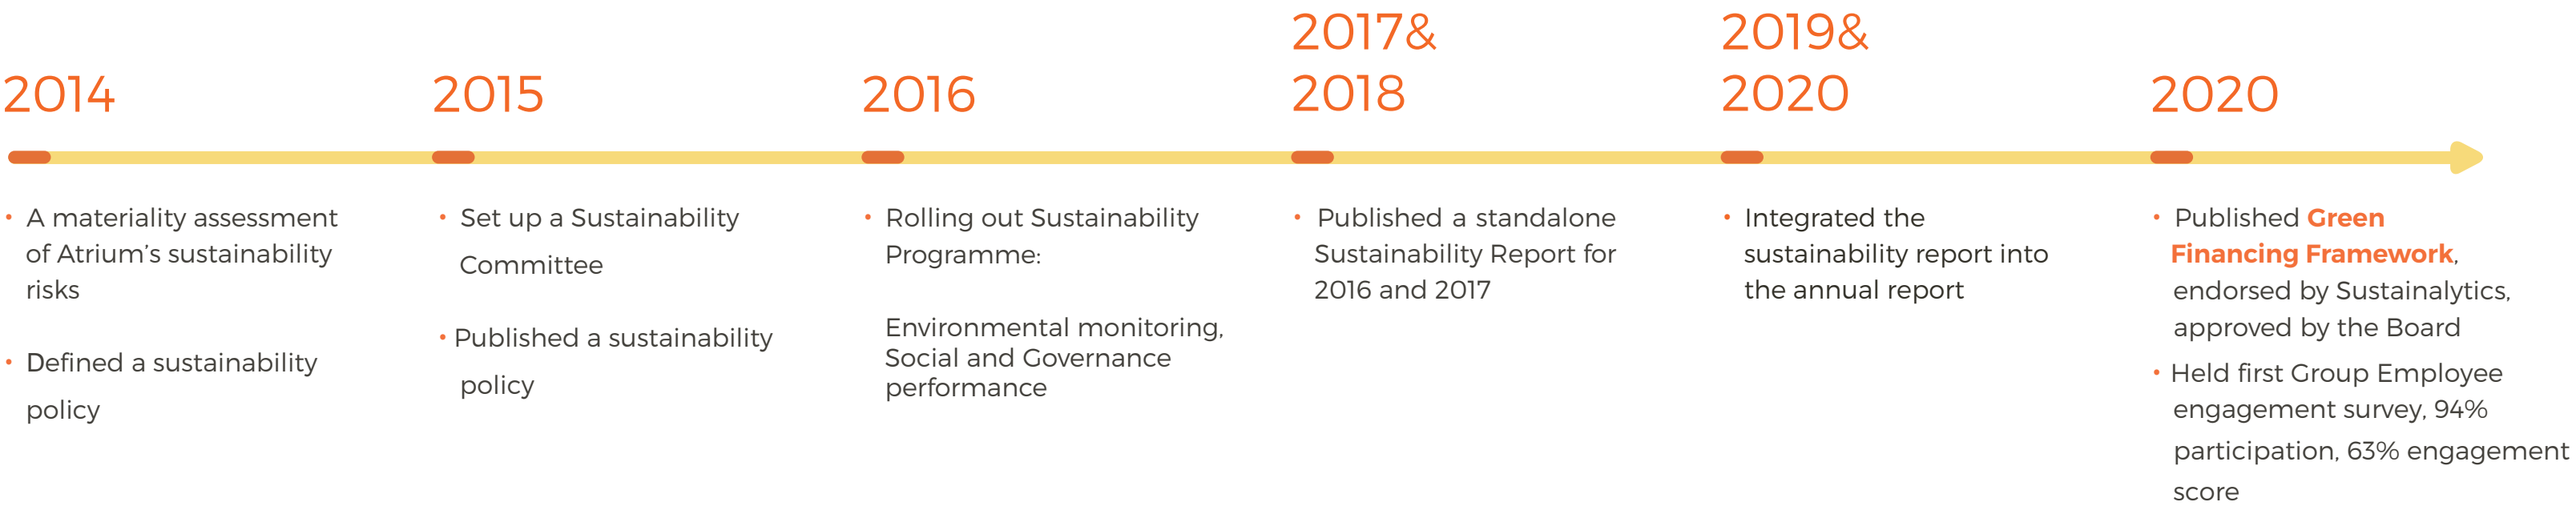 2014
• A materiality assessment
of Atrium’s sustainability
risks
• Defined a sustainability
policy
2015
• Set up a Sustainability
Committee
• Published a sustainability
policy
2016
• Rolling out Sustainability
Programme:
Environmental monitoring,
Social and Governance
performance
2017&
2018
• Published a standalone
Sustainability Report for
2016 and 2017
2019&
2020
• Integrated the
sustainability report into
the annual report
2020
• Published Green
Financing Framework,
endorsed by Sustainalytics,
approved by the Board
• Held first Group Employee
engagement survey, 94%
participation, 63% engagement
score